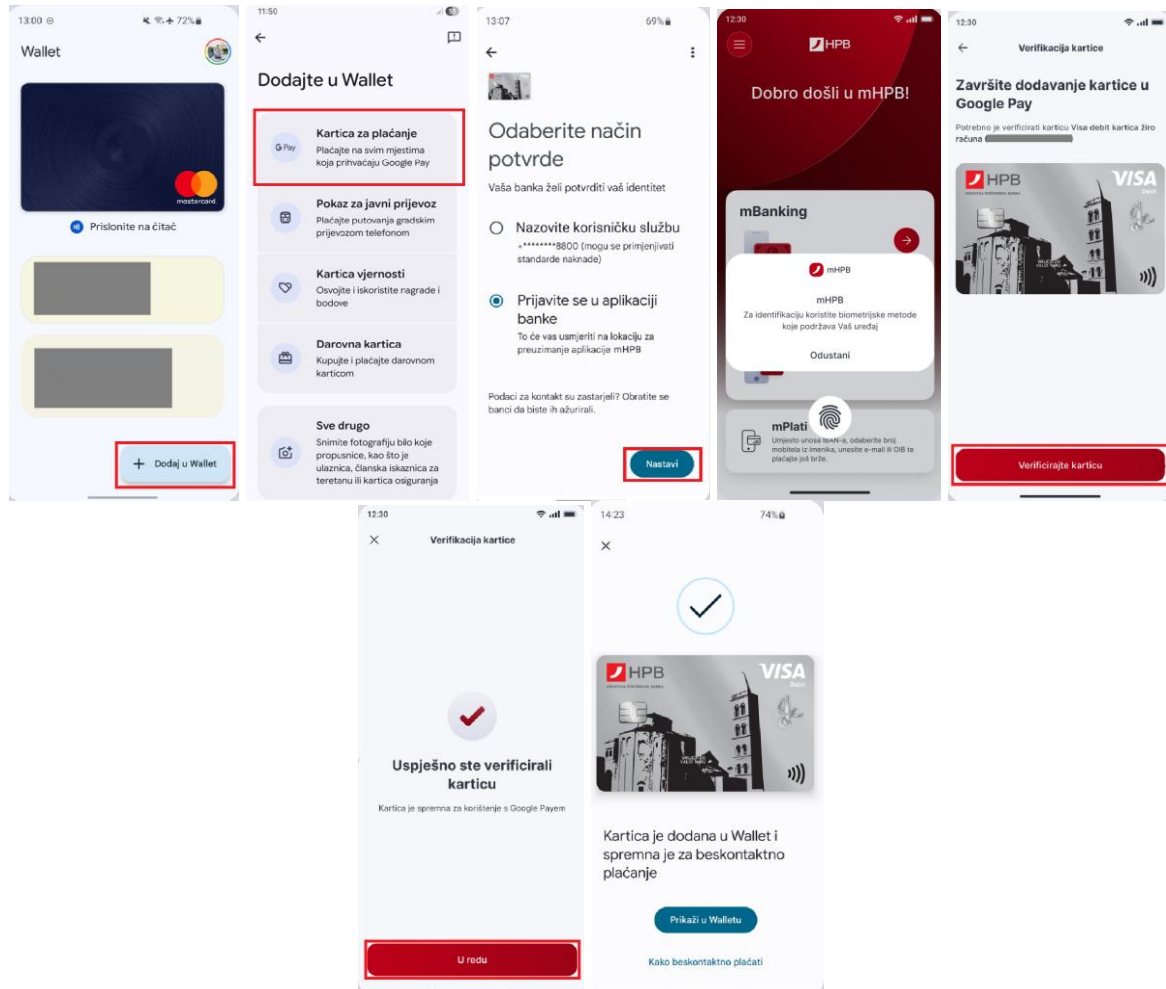 13:00
72%
Wallet
mastercard
Prislonite na čitač
+ Dodaj u Wallet
11:50
Dodajte u Wallet
G Pay
Kartica za plaćanje
Plaćajte na svim mjestima
koja prihvaćaju Google Pay
Pokaz za javni prijevoz
Plaćajte putovanja gradskim
prijevozom telefonom
Kartica vjernosti
Osvojite i iskoristite nagrade i
bodove
Darovna kartica
Kupujte i plaćajte darovnom
karticom
Sve drugo
Snimite fotografiju bilo koje
propusnice, kao što je
ulaznica, članska iskaznica za
teretanu ili kartica osiguranja
13:07
69%
Odaberite način
potvrde
Vaša banka želi potvrditi vaš identitet
Nazovite korisničku službu
+********8800 (mogu se primjenjivati
standarde naknade)
Prijavite se u aplikaciji
banke
To će vas usmjeriti na lokaciju za
preuzimanje aplikacije mHPB
Podaci za kontakt su zastarjeli? Obratite se
banci da biste ih ažurirali.
Nastavi
12:30
HPB
Dobro došli u mHPB!
mBanking
mHPB
mHPB
Za identifikaciju koristite biometrijske metode
koje podržava Vaš uređaj
Odustani
mPlati
Umjesto unosa IBAN-a, odaberite broj
mobitela iz imenika, unesite e-mail ili OIB te
plaćajte još brže.
12:30
Verifikacija kartice
Završite dodavanje kartice u
Google Pay
Potrebno je verificirati karticu Visa debit kartica žiro
računa
HPB
VISA
Verificirajte karticu
12:30
Verifikacija kartice
Uspješno ste verificirali
karticu
Kartica je spremna za korištenje s Google Payem
U redu
14:23
74%
HPB
VISA
Debit
Kartica je dodana u Wallet i
spremna je za beskontaktno
plaćanje
Prikaži u Walletu
Kako beskontaktno plaćati